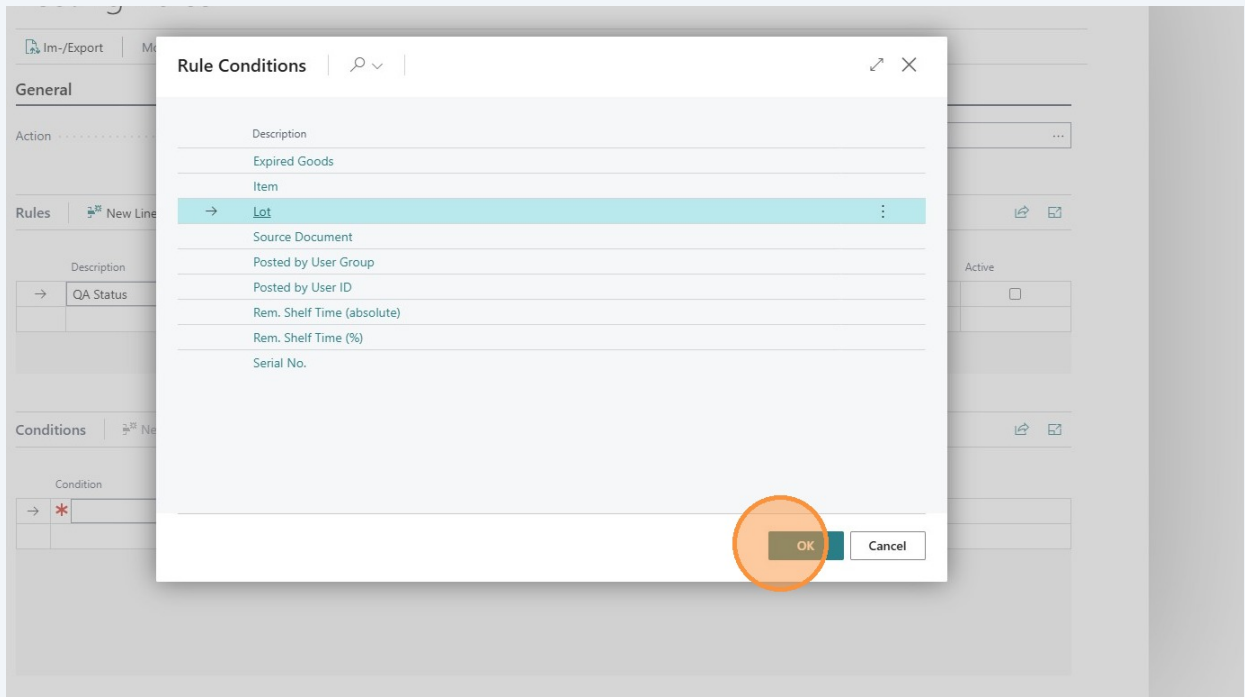 Im-/Export
Rule Conditions
General
Action
Description
Expired Goods
Item
Rules New Line
Lot
Source Document
Description
Posted by User Group
Active
QA Status
Posted by User ID
Rem. Shelf Time (absolute)
Rem. Shelf Time (%)
Serial No.
Conditions
Condition
OK Cancel